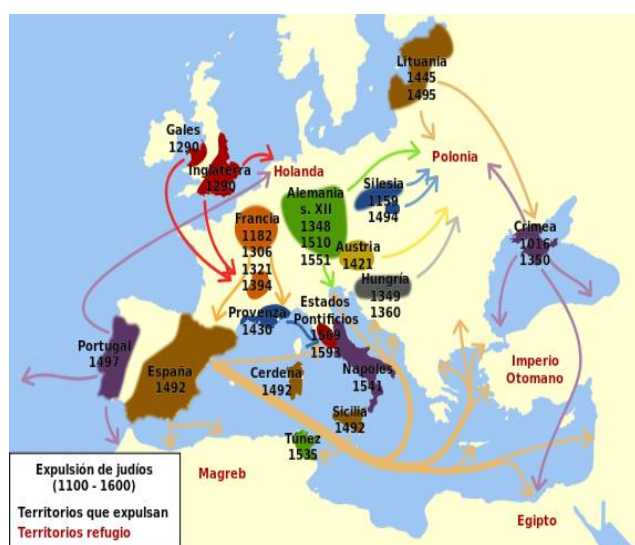 Lituania
1445
1495
Gales
1290
Inglaterra
1290
Holanda
Polonia
Alemania
s. XII
1348
1510
1551
Silesia
1159
1494
Francia
1182
1306
1321
1394
Austria
1421
Crimea
1016
1350
Hungría
1349
1360
Provenza
1430
Estados
Pontificios
1569
1593
Portugal
1497
España
1492
Cerdeña
1492
Nápoles
1541
Imperio
Otomano
Sicilia
1492
Túnez
1535
Magreb
Egipto
Expulsión de judíos
(1100 - 1600)
Territorios que expulsan
Territorios refugio